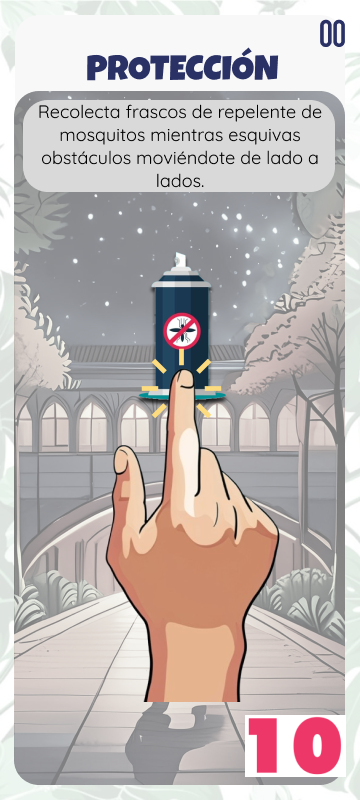 00
PROTECCIÓN
Recolecta frascos de repelente de
mosquitos mientras esquivas
obstáculos moviéndote de lado a
lados.
10